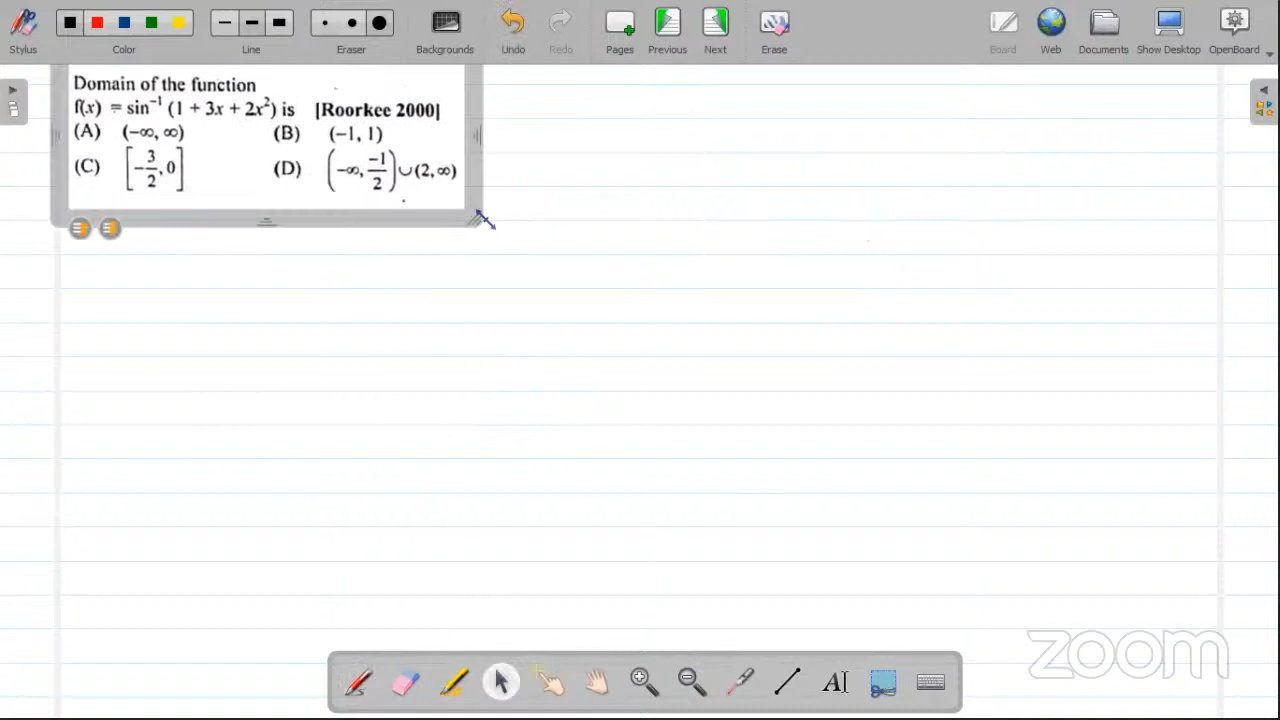 Stylus
Color
Line
Eraser
Backgrounds
Undo
Redo
Pages
Previous
Next
Erase
Board
Web
Documents
Show Desktop
OpenBoard
Domain of the function
f(x) = sin⁻¹ (1 + 3x + 2x²) is [Roorkee 2000]
(A) (−∞, ∞) (B) (−1, 1)
(C) [−3/2, 0] (D) (−∞, −1/2) ∪ (2, ∞)
zoom